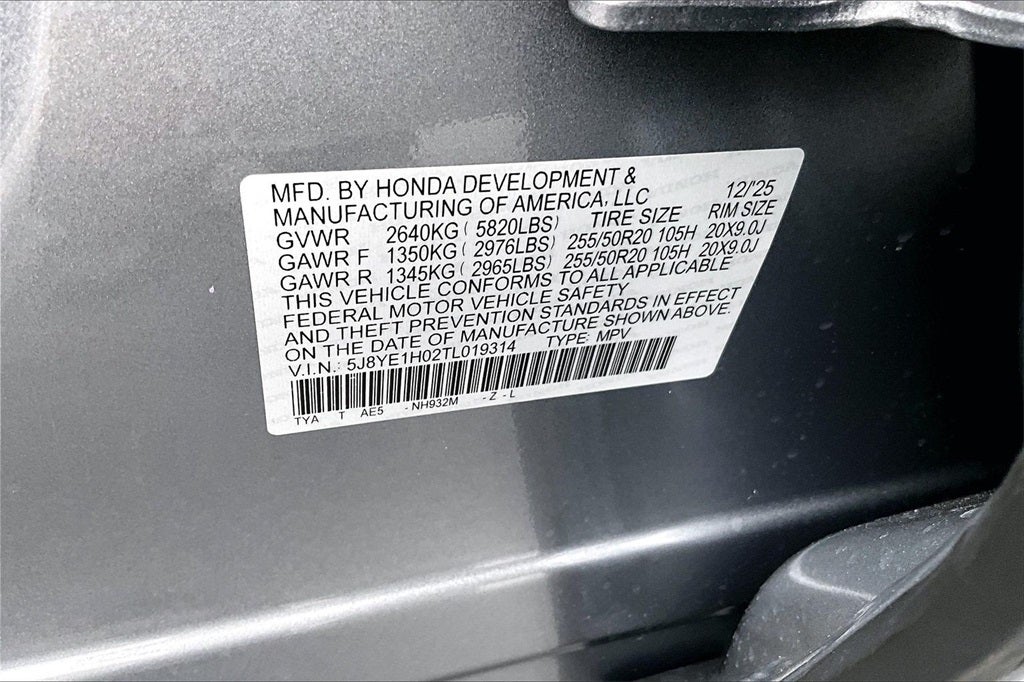 MFD. BY HONDA DEVELOPMENT &
MANUFACTURING OF AMERICA, LLC 12/'25
GVWR 2640KG ( 5820LBS) TIRE SIZE RIM SIZE
GAWR F 1350KG ( 2976LBS) 255/50R20 105H 20X9.0J
GAWR R 1345KG ( 2965LBS) 255/50R20 105H 20X9.0J
THIS VEHICLE CONFORMS TO ALL APPLICABLE
FEDERAL MOTOR VEHICLE SAFETY
AND THEFT PREVENTION STANDARDS IN EFFECT
ON THE DATE OF MANUFACTURE SHOWN ABOVE.
V.I.N.: 5J8YE1H02TL019314 TYPE: MPV
TYA T AE5 - NH932M - Z - L